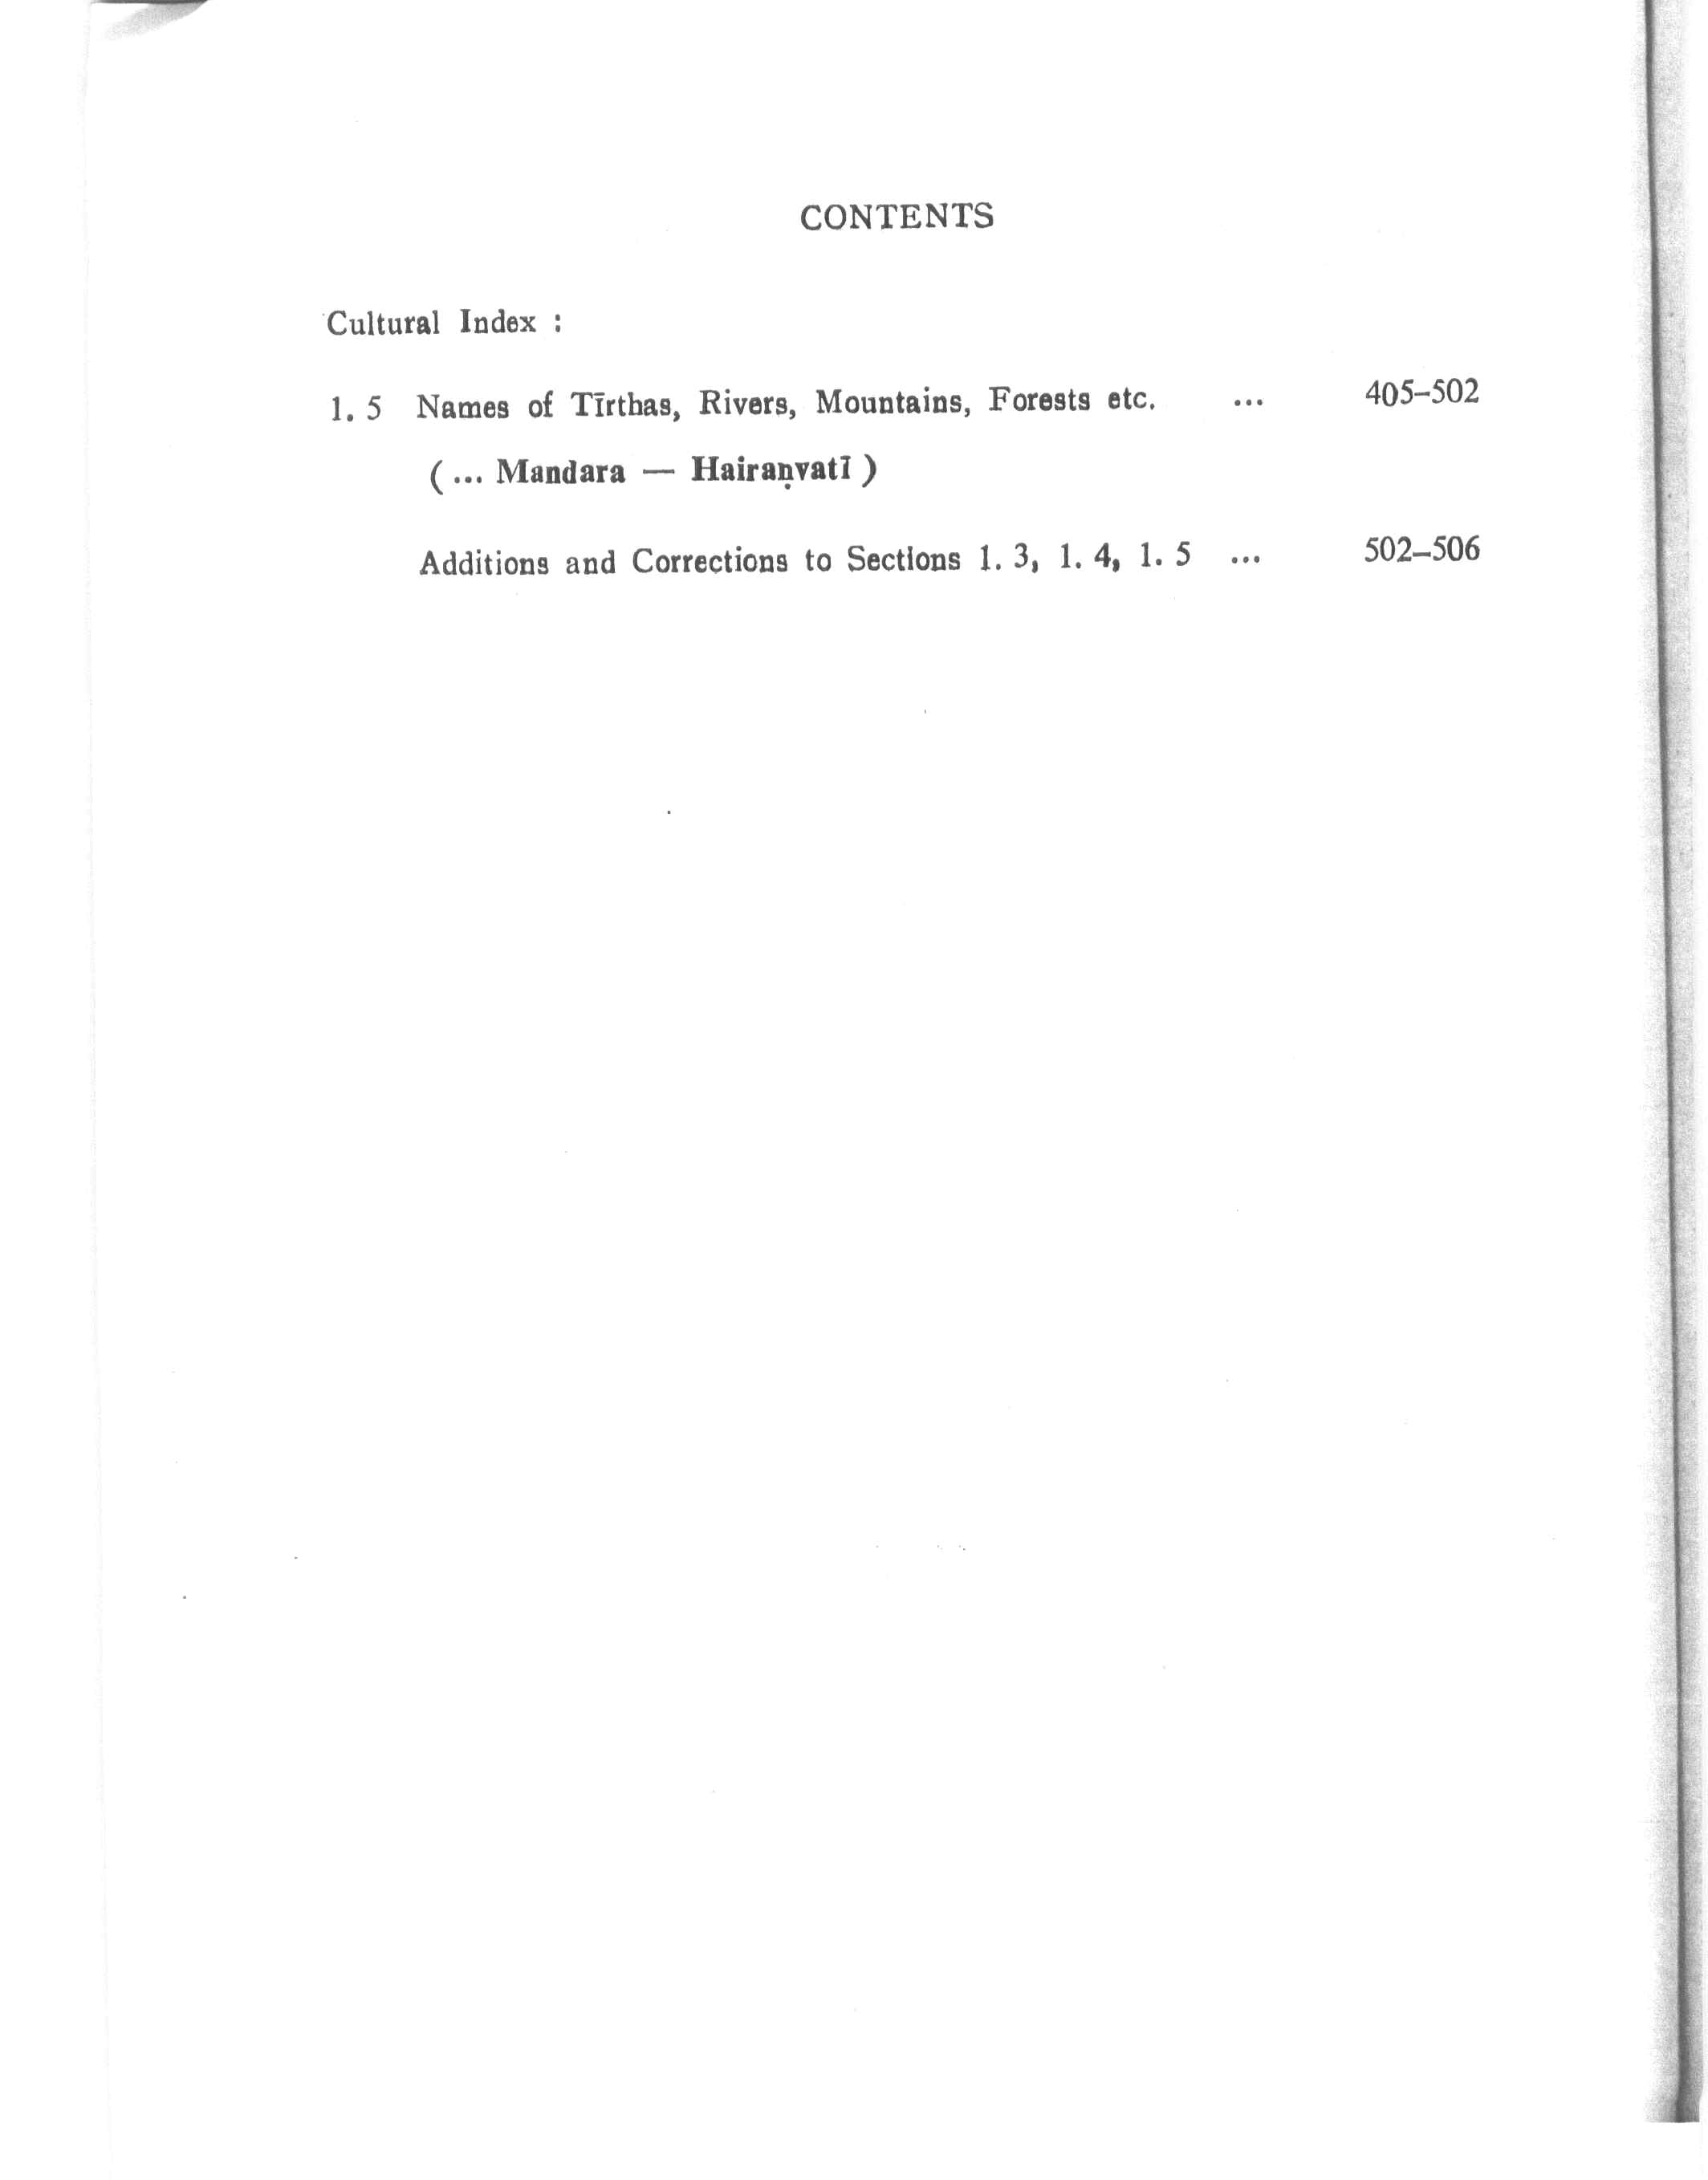 CONTENTS
Cultural Index :
1. 5 Names of Tīrthas, Rivers, Mountains, Forests etc. ... 405–502
( ... Mandara — Hairaṇvatī )
Additions and Corrections to Sections 1. 3, 1. 4, 1. 5 ... 502–506